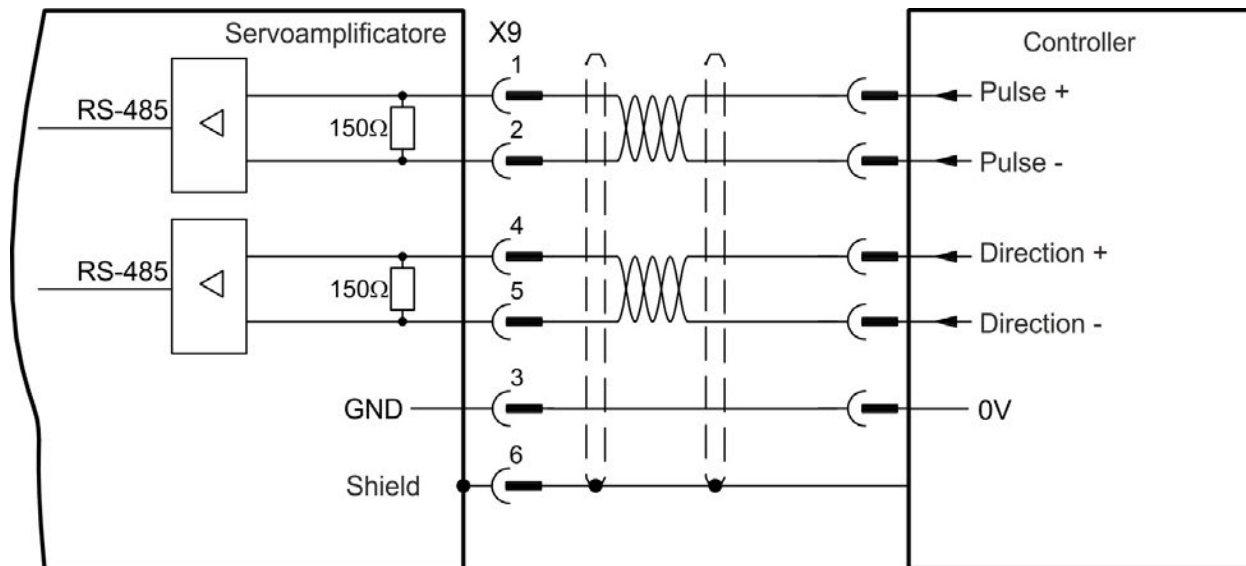 Servoamplificatore
X9
Controller
1
Pulse +
RS-485
150Ω
2
Pulse -
4
Direction +
RS-485
150Ω
5
Direction -
3
GND
0V
6
Shield